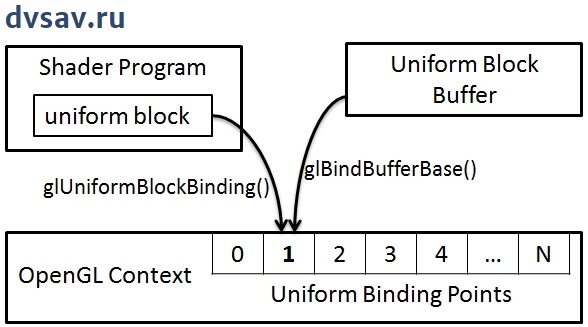 dvsav.ru
Shader Program
uniform block
Uniform Block
Buffer
glUniformBlockBinding()
glBindBufferBase()
OpenGL Context
0 1 2 3 4 ... N
Uniform Binding Points